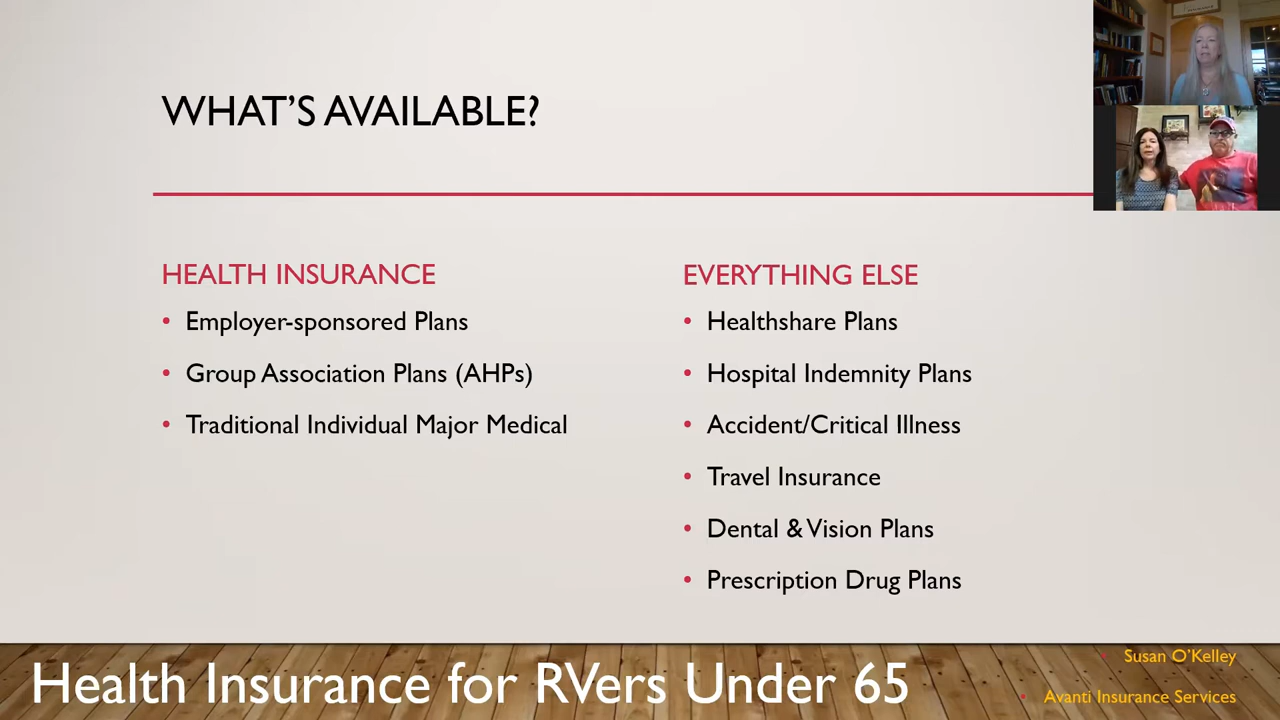 WHAT'S AVAILABLE?
HEALTH INSURANCE
• Employer-sponsored Plans
• Group Association Plans (AHPs)
• Traditional Individual Major Medical
EVERYTHING ELSE
• Healthshare Plans
• Hospital Indemnity Plans
• Accident/Critical Illness
• Travel Insurance
• Dental & Vision Plans
• Prescription Drug Plans
Health Insurance for RVers Under 65
• Susan O'Kelley
• Avanti Insurance Services